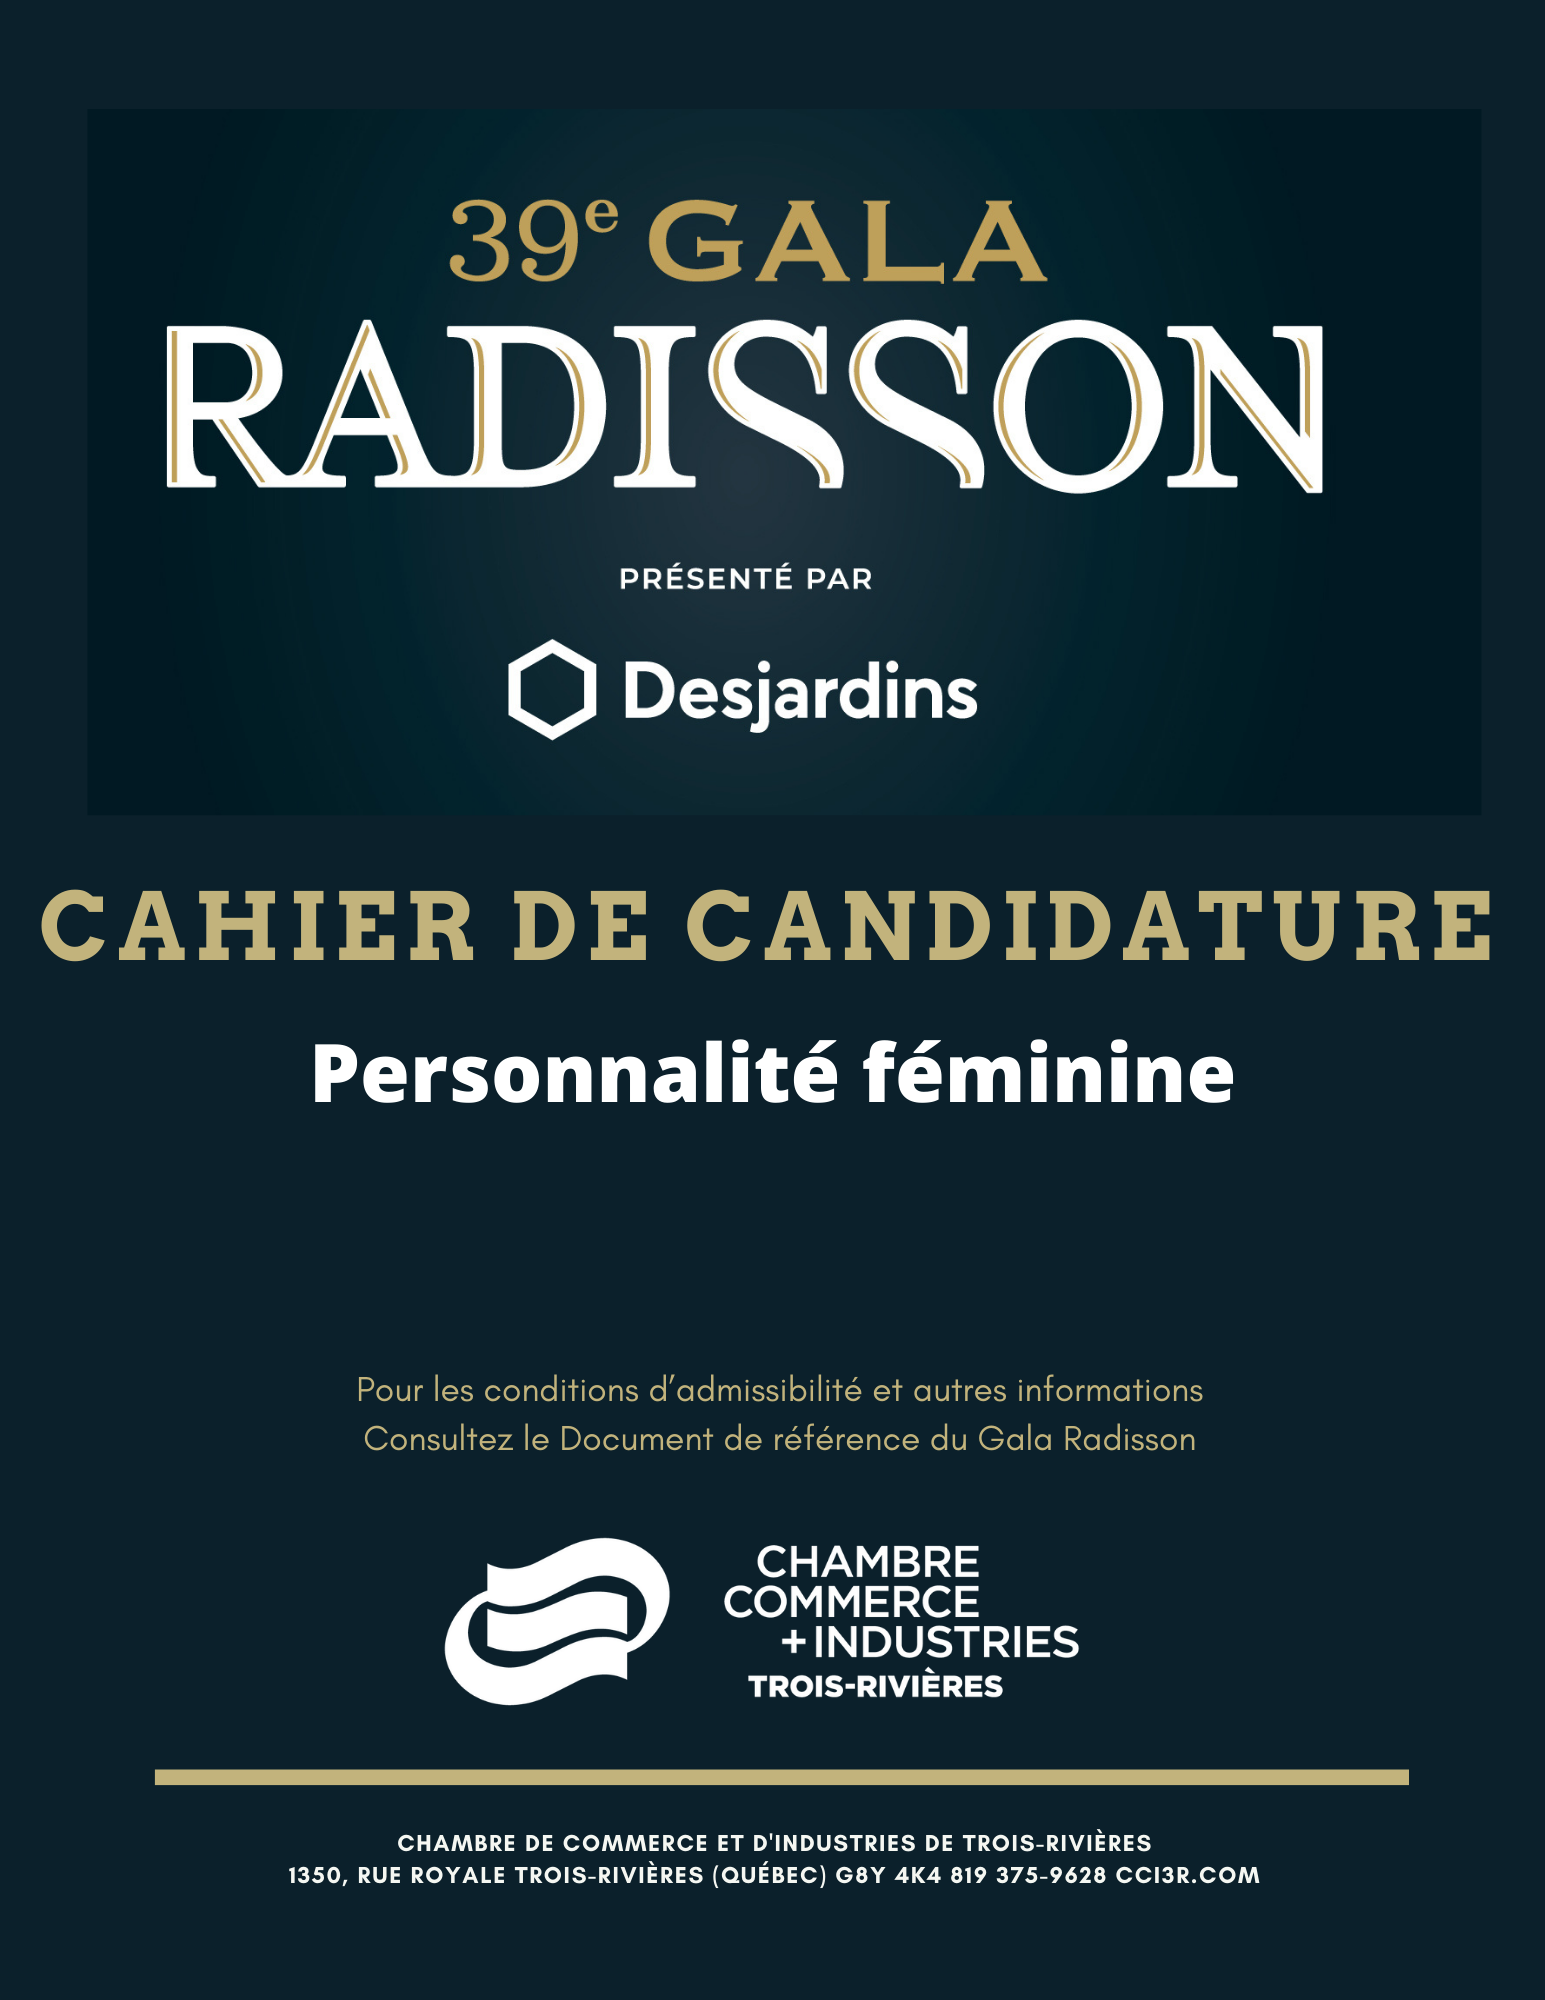 39e GALA
RADISSON
PRÉSENTÉ PAR
Desjardins
CAHIER DE CANDIDATURE
Personnalité féminine
Pour les conditions d’admissibilité et autres informations
Consultez le Document de référence du Gala Radisson
CHAMBRE
COMMERCE
+INDUSTRIES
TROIS-RIVIÈRES
CHAMBRE DE COMMERCE ET D'INDUSTRIES DE TROIS-RIVIÈRES
1350, RUE ROYALE TROIS-RIVIÈRES (QUÉBEC) G8Y 4K4 819 375-9628 CCI3R.COM